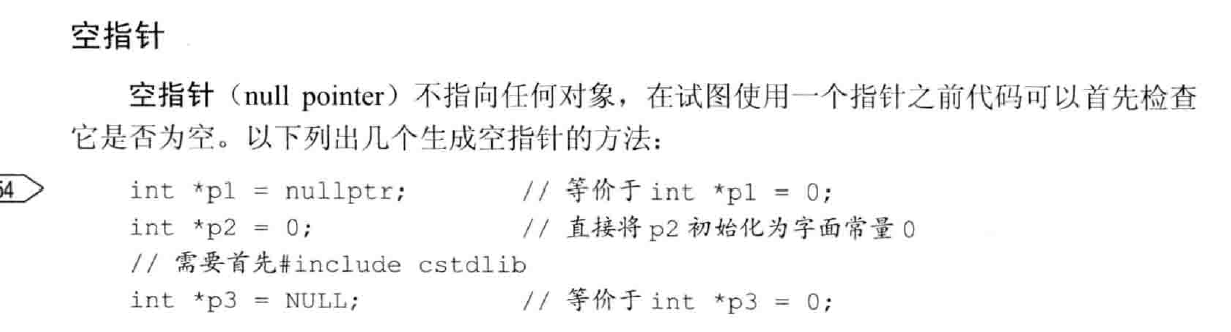 空指针
空指针（null pointer）不指向任何对象，在试图使用一个指针之前代码可以首先检查
它是否为空。以下列出几个生成空指针的方法：
54 int *p1 = nullptr; // 等价于 int *p1 = 0;
int *p2 = 0; // 直接将 p2 初始化为字面常量 0
// 需要首先#include cstdlib
int *p3 = NULL; // 等价于 int *p3 = 0;